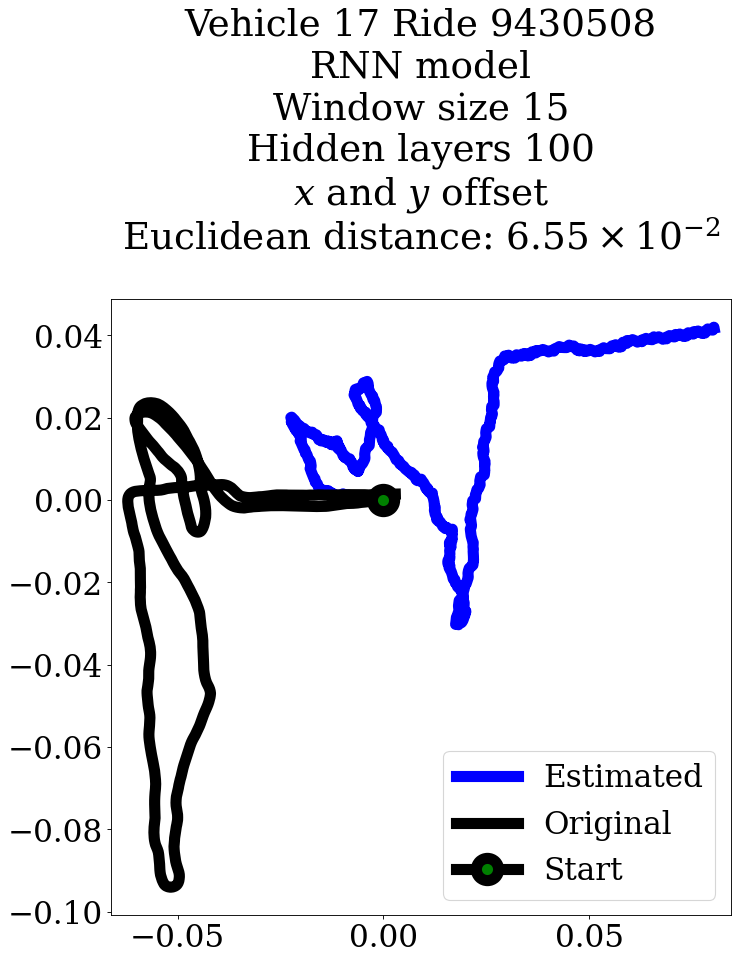 Vehicle 17 Ride 9430508
RNN model
Window size 15
Hidden layers 100
x and y offset
Euclidean distance: 6.55 × 10⁻²
0.04
0.02
0.00
−0.02
−0.04
−0.06
−0.08
−0.10
Estimated
Original
Start
−0.05 0.00 0.05